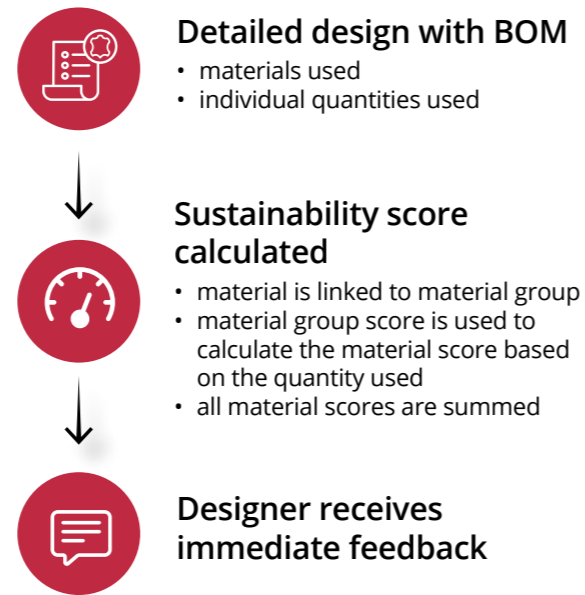 Detailed design with BOM
• materials used
• individual quantities used
Sustainability score
calculated
• material is linked to material group
• material group score is used to
calculate the material score based
on the quantity used
• all material scores are summed
Designer receives
immediate feedback